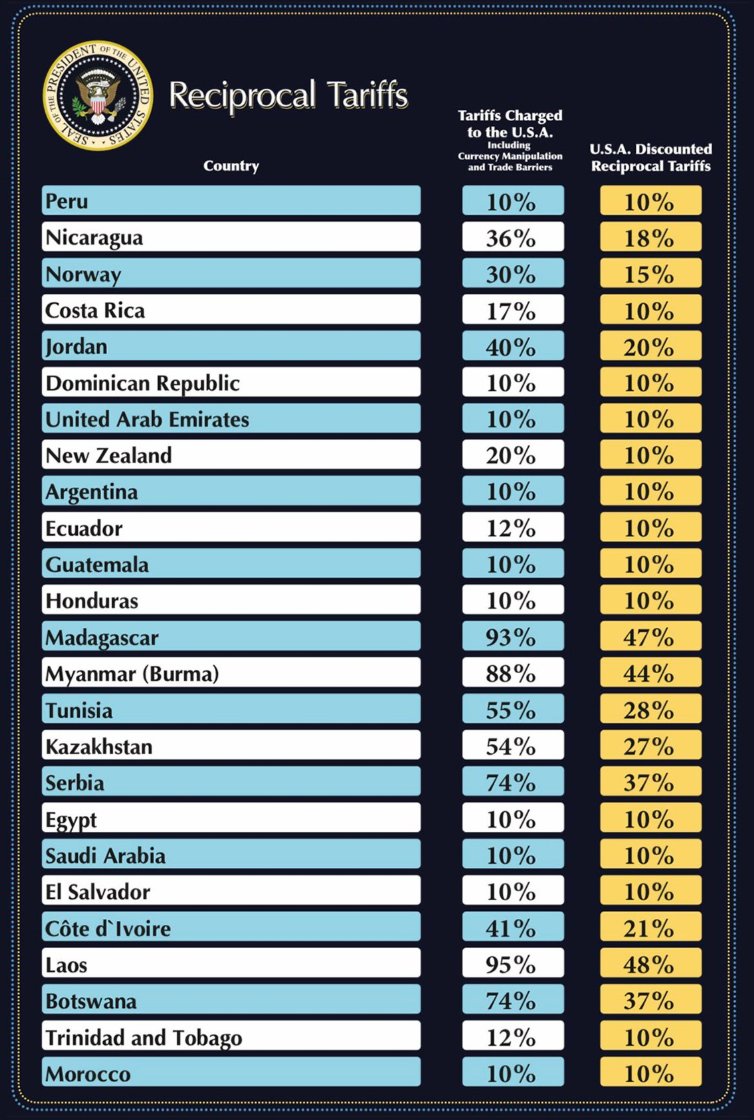 SEAL OF THE PRESIDENT OF THE UNITED STATES
Reciprocal Tariffs
Country
Tariffs Charged
to the U.S.A.
Including
Currency Manipulation
and Trade Barriers
U.S.A. Discounted
Reciprocal Tariffs
Peru 10% 10%
Nicaragua 36% 18%
Norway 30% 15%
Costa Rica 17% 10%
Jordan 40% 20%
Dominican Republic 10% 10%
United Arab Emirates 10% 10%
New Zealand 20% 10%
Argentina 10% 10%
Ecuador 12% 10%
Guatemala 10% 10%
Honduras 10% 10%
Madagascar 93% 47%
Myanmar (Burma) 88% 44%
Tunisia 55% 28%
Kazakhstan 54% 27%
Serbia 74% 37%
Egypt 10% 10%
Saudi Arabia 10% 10%
El Salvador 10% 10%
Côte d`Ivoire 41% 21%
Laos 95% 48%
Botswana 74% 37%
Trinidad and Tobago 12% 10%
Morocco 10% 10%